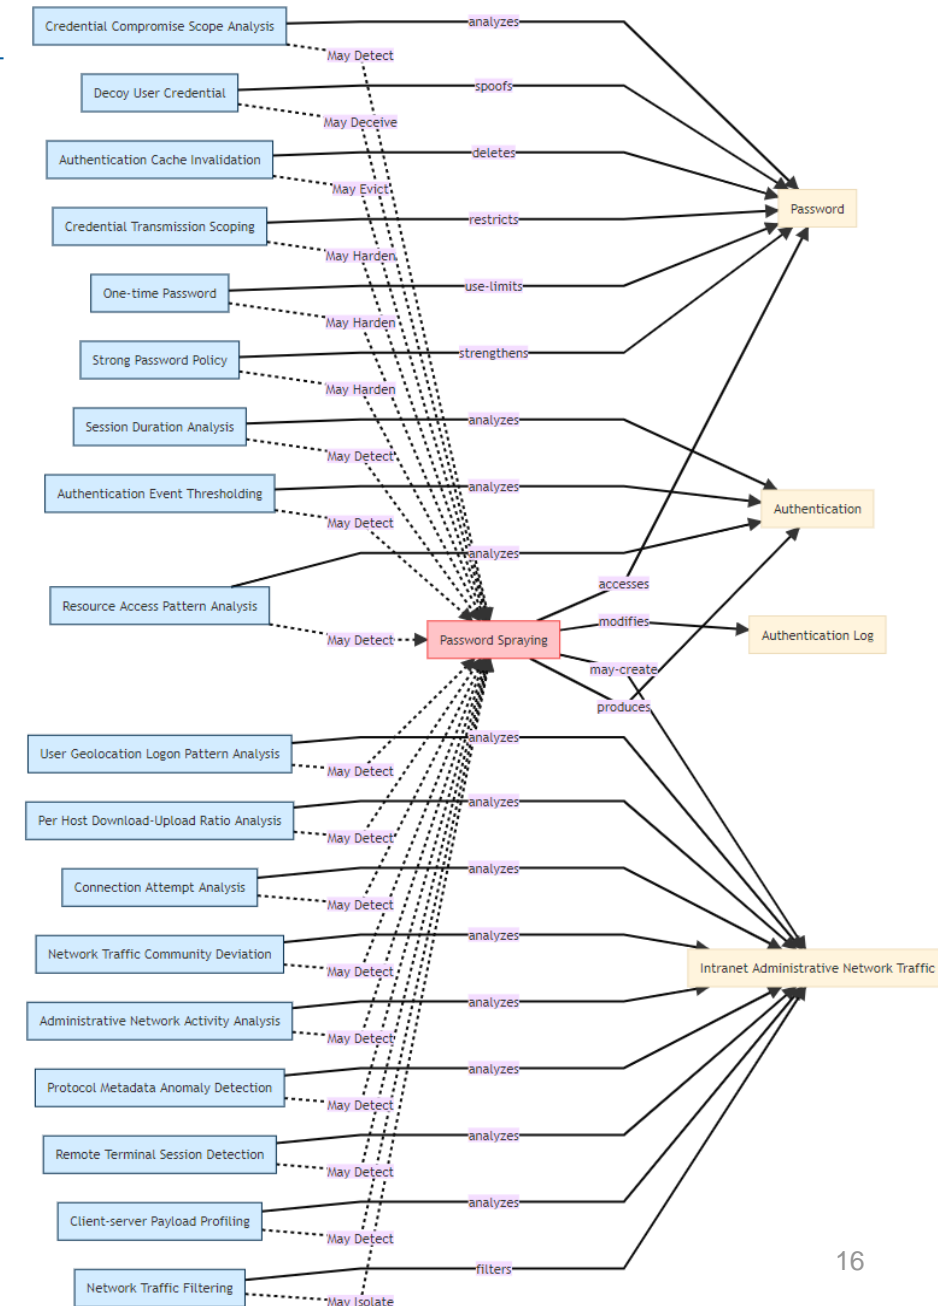 Credential Compromise Scope Analysis
analyzes
May Detect
Decoy User Credential
spoofs
May Deceive
Authentication Cache Invalidation
deletes
May Evict
Password
Credential Transmission Scoping
restricts
May Harden
One-time Password
use-limits
May Harden
Strong Password Policy
strengthens
May Harden
Session Duration Analysis
analyzes
May Detect
Authentication Event Thresholding
analyzes
Authentication
May Detect
analyzes
accesses
Resource Access Pattern Analysis
modifies
May Detect
Password Spraying
Authentication Log
may-create
produces
User Geolocation Logon Pattern Analysis
analyzes
May Detect
Per Host Download-Upload Ratio Analysis
analyzes
May Detect
Connection Attempt Analysis
analyzes
May Detect
Network Traffic Community Deviation
analyzes
Intranet Administrative Network Traffic
May Detect
Administrative Network Activity Analysis
analyzes
May Detect
Protocol Metadata Anomaly Detection
analyzes
May Detect
Remote Terminal Session Detection
analyzes
May Detect
Client-server Payload Profiling
analyzes
May Detect
16
Network Traffic Filtering
filters
May Isolate